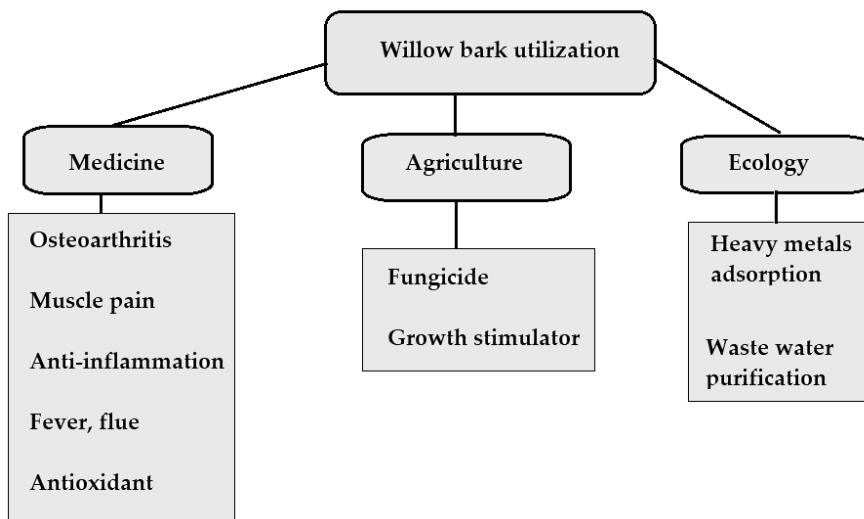 Willow bark utilization
Medicine
Agriculture
Ecology
Osteoarthritis
Muscle pain
Anti-inflammation
Fever, flue
Antioxidant
Fungicide
Growth stimulator
Heavy metals
adsorption
Waste water
purification